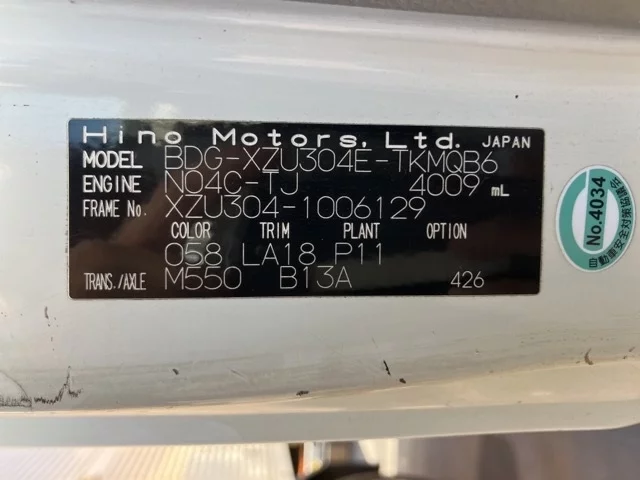 Hino Motors, Ltd. JAPAN
MODEL BDG-XZU304E-TKMQB6
ENGINE N04C-TJ 4009 mL
FRAME No. XZU304-1006129
COLOR TRIM PLANT OPTION
058 LA18 P11
TRANS./AXLE M550 B13A 426
No.4034